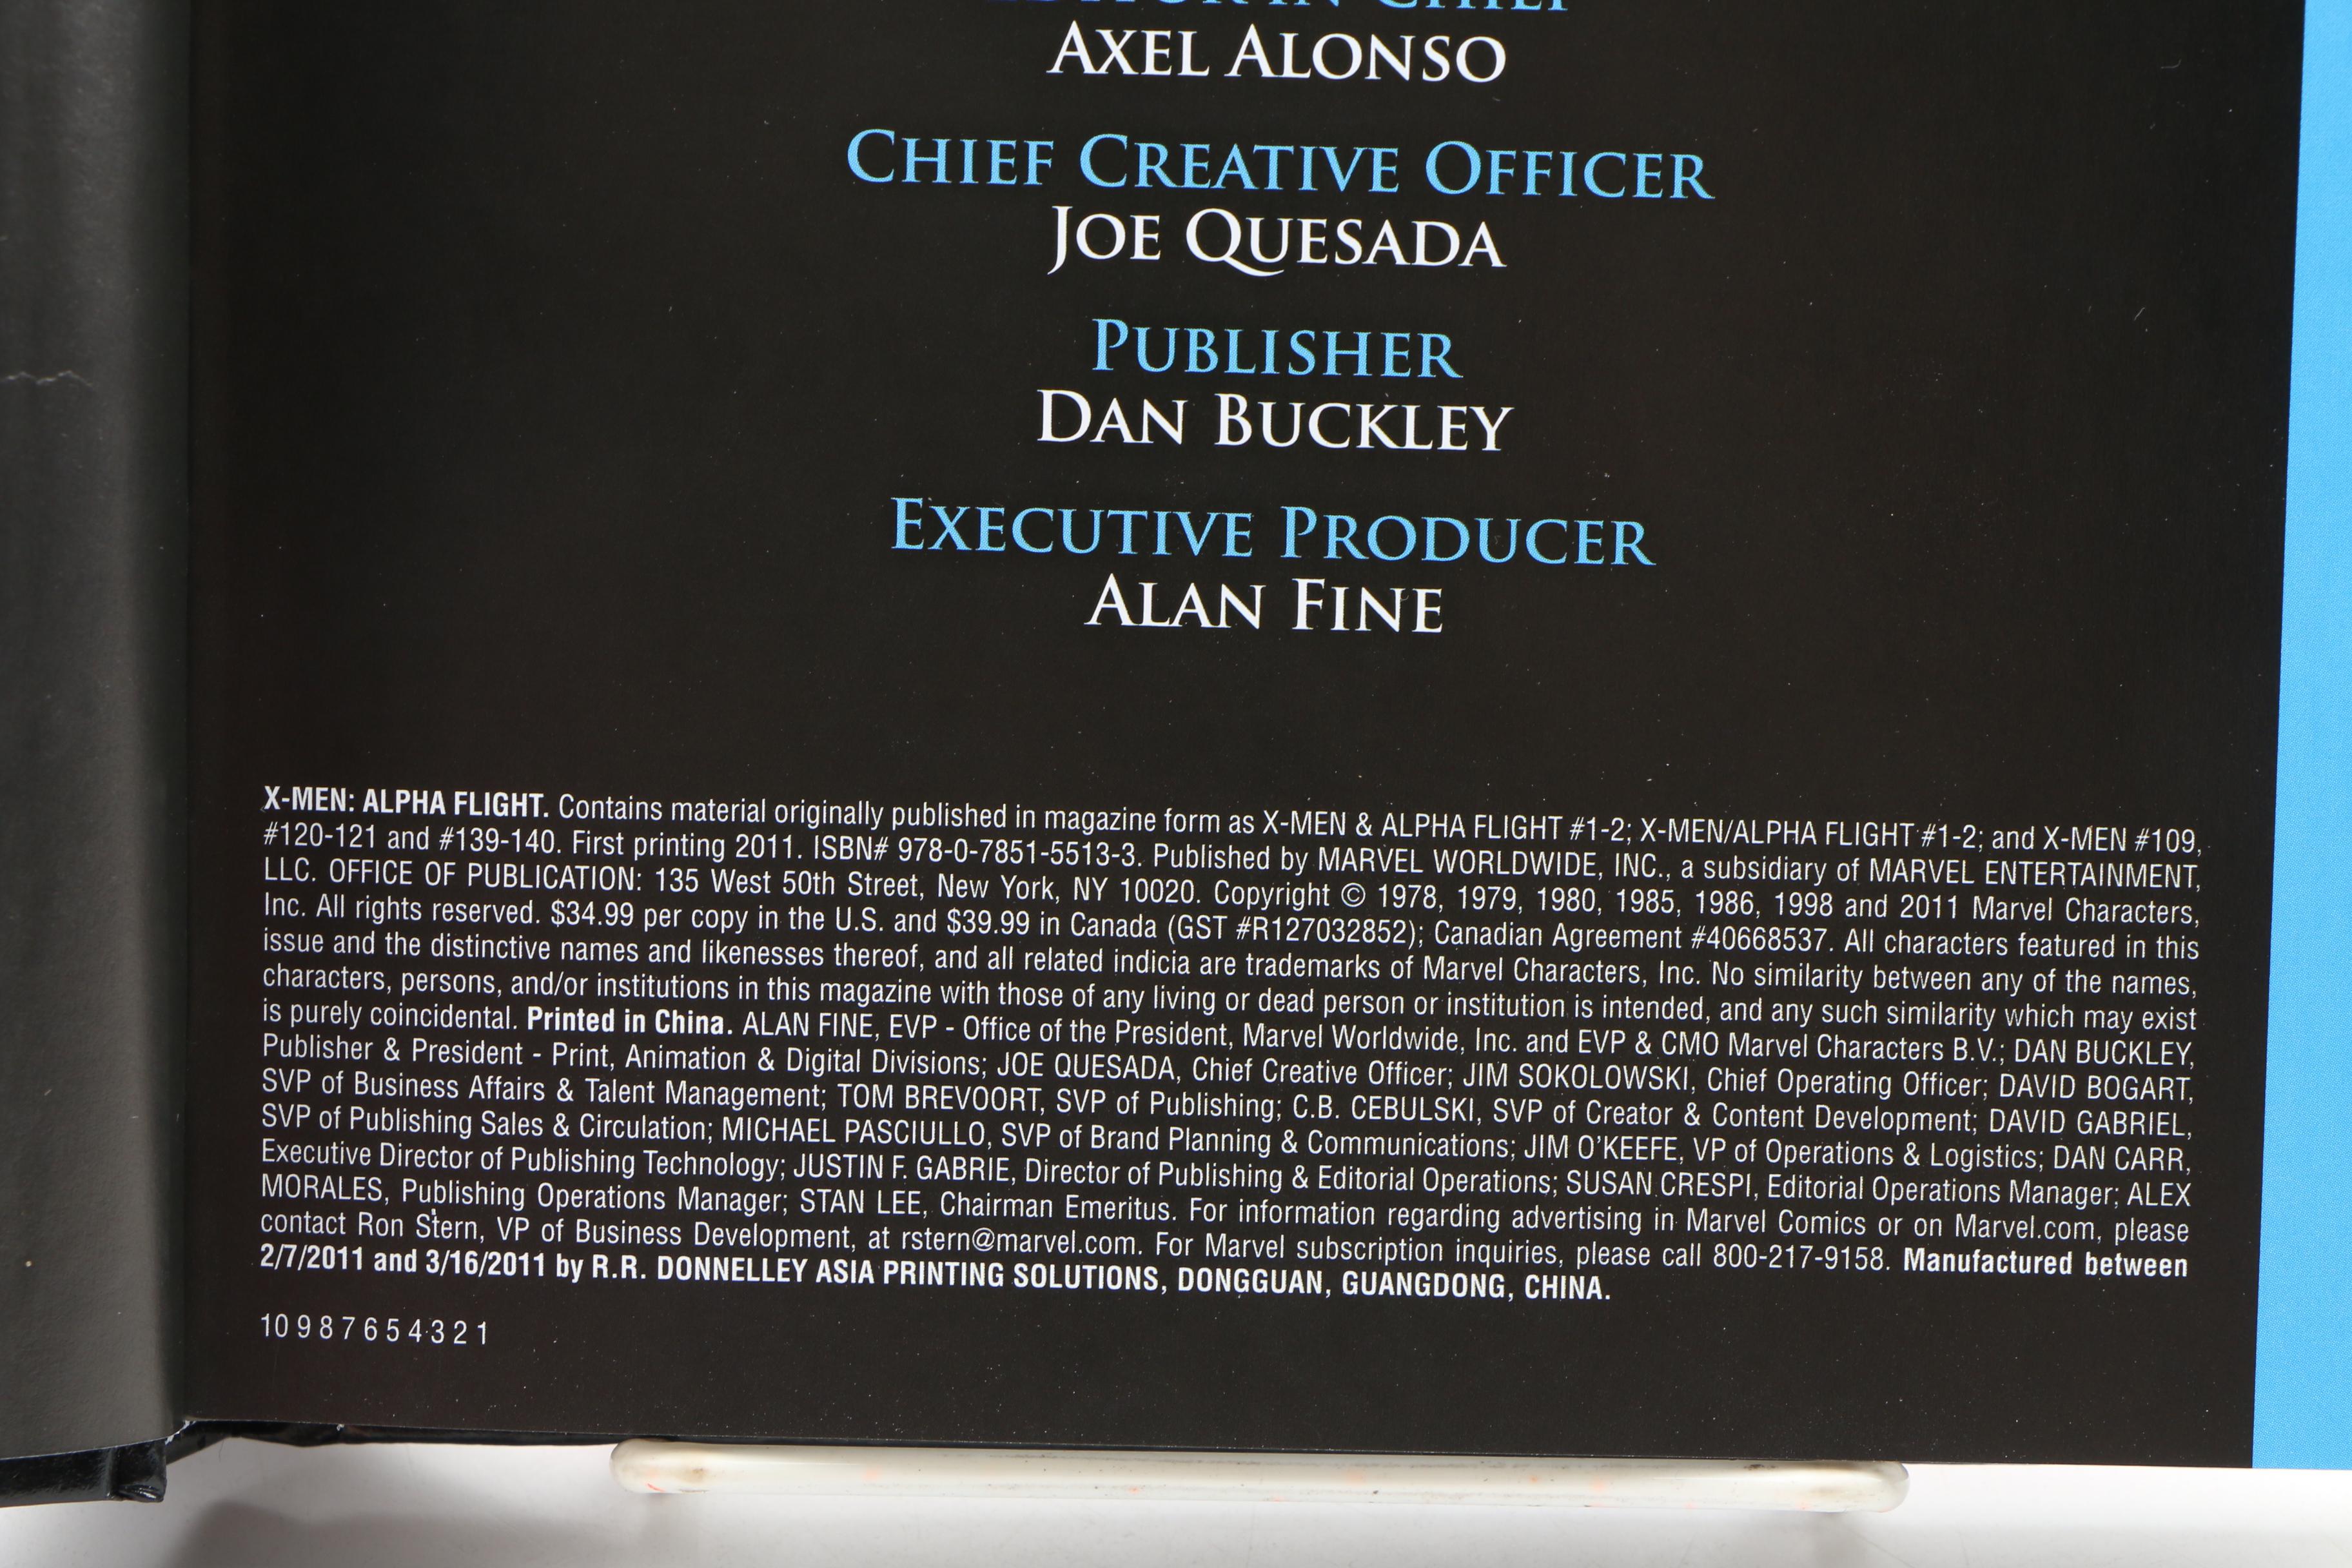 EDITOR IN CHIEF
AXEL ALONSO
CHIEF CREATIVE OFFICER
JOE QUESADA
PUBLISHER
DAN BUCKLEY
EXECUTIVE PRODUCER
ALAN FINE
X-MEN: ALPHA FLIGHT. Contains material originally published in magazine form as X-MEN & ALPHA FLIGHT #1-2; X-MEN/ALPHA FLIGHT #1-2; and X-MEN #109,
#120-121 and #139-140. First printing 2011. ISBN# 978-0-7851-5513-3. Published by MARVEL WORLDWIDE, INC., a subsidiary of MARVEL ENTERTAINMENT,
LLC. OFFICE OF PUBLICATION: 135 West 50th Street, New York, NY 10020. Copyright © 1978, 1979, 1980, 1985, 1986, 1998 and 2011 Marvel Characters,
Inc. All rights reserved. $34.99 per copy in the U.S. and $39.99 in Canada (GST #R127032852); Canadian Agreement #40668537. All characters featured in this
issue and the distinctive names and likenesses thereof, and all related indicia are trademarks of Marvel Characters, Inc. No similarity between any of the names,
characters, persons, and/or institutions in this magazine with those of any living or dead person or institution is intended, and any such similarity which may exist
is purely coincidental. Printed in China. ALAN FINE, EVP - Office of the President, Marvel Worldwide, Inc. and EVP & CMO Marvel Characters B.V.; DAN BUCKLEY,
Publisher & President - Print, Animation & Digital Divisions; JOE QUESADA, Chief Creative Officer; JIM SOKOLOWSKI, Chief Operating Officer; DAVID BOGART,
SVP of Business Affairs & Talent Management; TOM BREVOORT, SVP of Publishing; C.B. CEBULSKI, SVP of Creator & Content Development; DAVID GABRIEL,
SVP of Publishing Sales & Circulation; MICHAEL PASCIULLO, SVP of Brand Planning & Communications; JIM O'KEEFE, VP of Operations & Logistics; DAN CARR,
Executive Director of Publishing Technology; JUSTIN F. GABRIE, Director of Publishing & Editorial Operations; SUSAN CRESPI, Editorial Operations Manager; ALEX
MORALES, Publishing Operations Manager; STAN LEE, Chairman Emeritus. For information regarding advertising in Marvel Comics or on Marvel.com, please
contact Ron Stern, VP of Business Development, at rstern@marvel.com. For Marvel subscription inquiries, please call 800-217-9158. Manufactured between
2/7/2011 and 3/16/2011 by R.R. DONNELLEY ASIA PRINTING SOLUTIONS, DONGGUAN, GUANGDONG, CHINA.
10 9 8 7 6 5 4 3 2 1